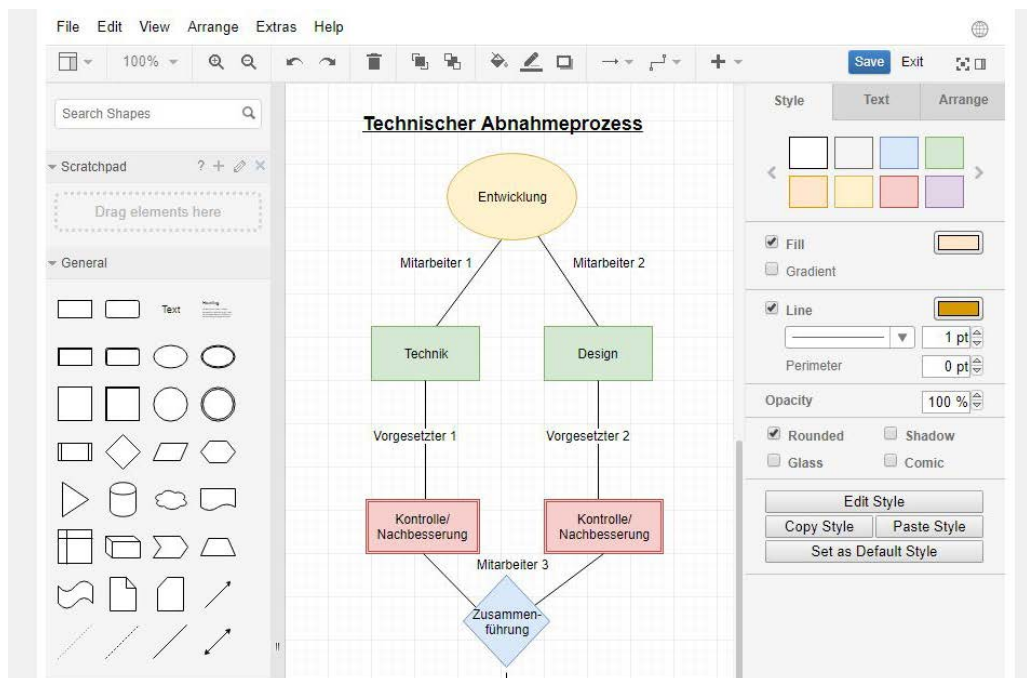 File Edit View Arrange Extras Help
100%
Save Exit
Search Shapes
Scratchpad ?
Drag elements here
General
Text
Technischer Abnahmeprozess
Entwicklung
Mitarbeiter 1
Mitarbeiter 2
Technik
Design
Vorgesetzter 1
Vorgesetzter 2
Kontrolle/
Nachbesserung
Kontrolle/
Nachbesserung
Mitarbeiter 3
Zusammen-
führung
Style Text Arrange
Fill
Gradient
Line
1 pt
Perimeter 0 pt
Opacity 100 %
Rounded Shadow
Glass Comic
Edit Style
Copy Style Paste Style
Set as Default Style